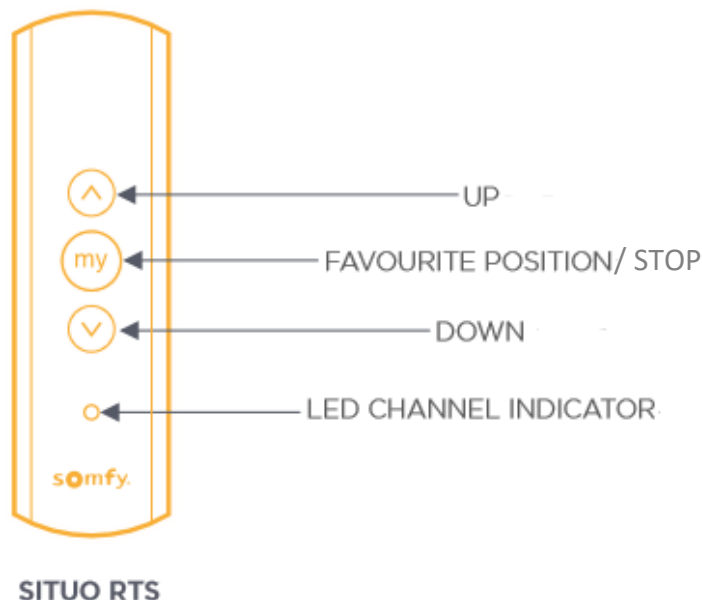 UP
my
FAVOURITE POSITION/ STOP
DOWN
LED CHANNEL INDICATOR
somfy.
SITUO RTS